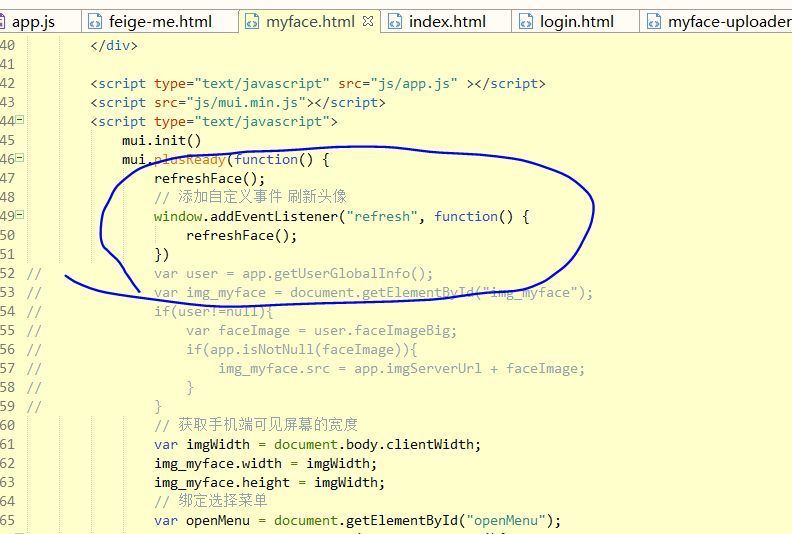 app.js feige-me.html myface.html index.html login.html myface-uploader
40 </div>
41
42 <script type="text/javascript" src="js/app.js" ></script>
43 <script src="js/mui.min.js"></script>
44 <script type="text/javascript">
45 mui.init()
46 mui.plusReady(function() {
47 refreshFace();
48 // 添加自定义事件 刷新头像
49 window.addEventListener("refresh", function() {
50 refreshFace();
51 })
52 // var user = app.getUserGlobalInfo();
53 // var img_myface = document.getElementById("img_myface");
54 // if(user!=null){
55 // var faceImage = user.faceImageBig;
56 // if(app.isNotNull(faceImage)){
57 // img_myface.src = app.imgServerUrl + faceImage;
58 // }
59 // }
60 // 获取手机端可见屏幕的宽度
61 var imgWidth = document.body.clientWidth;
62 img_myface.width = imgWidth;
63 img_myface.height = imgWidth;
64 // 绑定选择菜单
65 var openMenu = document.getElementById("openMenu");